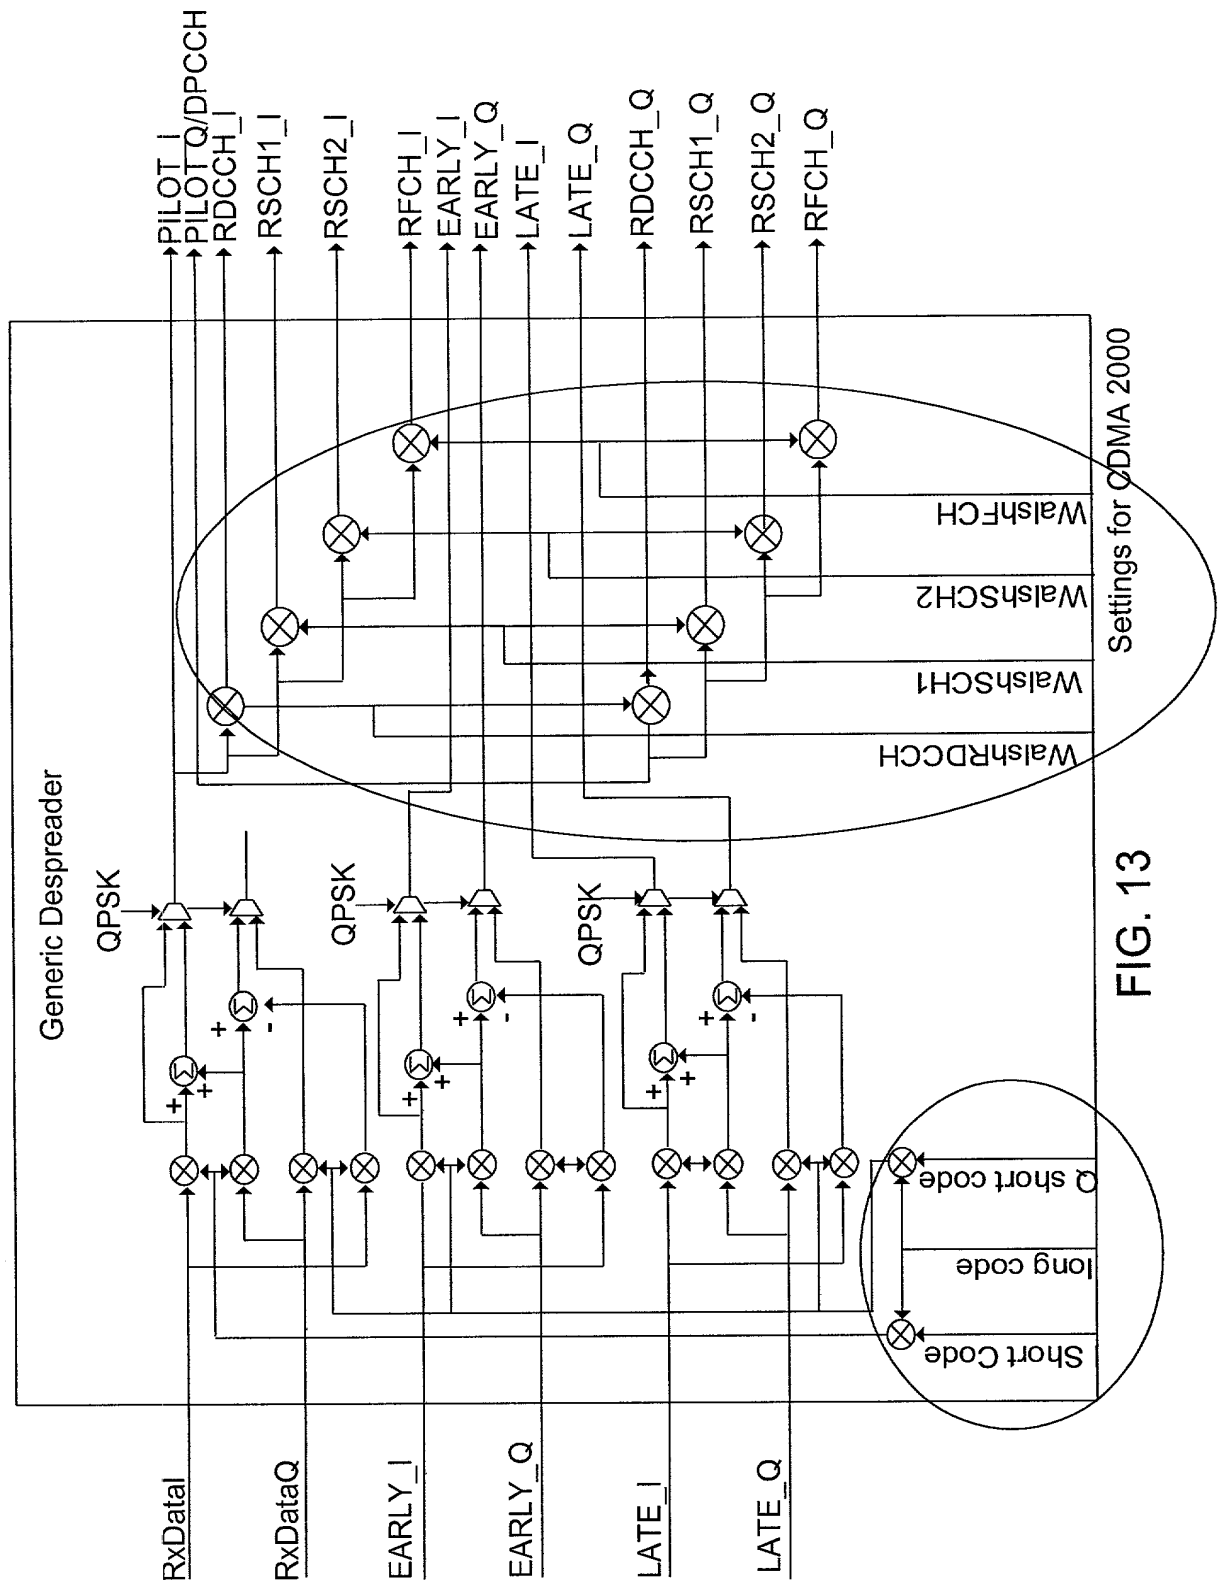 Generic Despreader
RxDataI
RxDataQ
EARLY_I
EARLY_Q
LATE_I
LATE_Q
QPSK
QPSK
QPSK
+
+
+
-
+
+
+
-
+
+
+
-
Σ
Σ
Σ
Σ
Σ
Σ
PILOT_I
PILOT Q/DPCCH
RDCCH_I
RSCH1_I
RSCH2_I
RFCH_I
EARLY_I
EARLY_Q
LATE_I
LATE_Q
RDCCH_Q
RSCH1_Q
RSCH2_Q
RFCH_Q
Short Code
long code
Q short code
WalshRDCCH
WalshSCH1
WalshSCH2
WalshFCH
Settings for CDMA 2000
FIG. 13